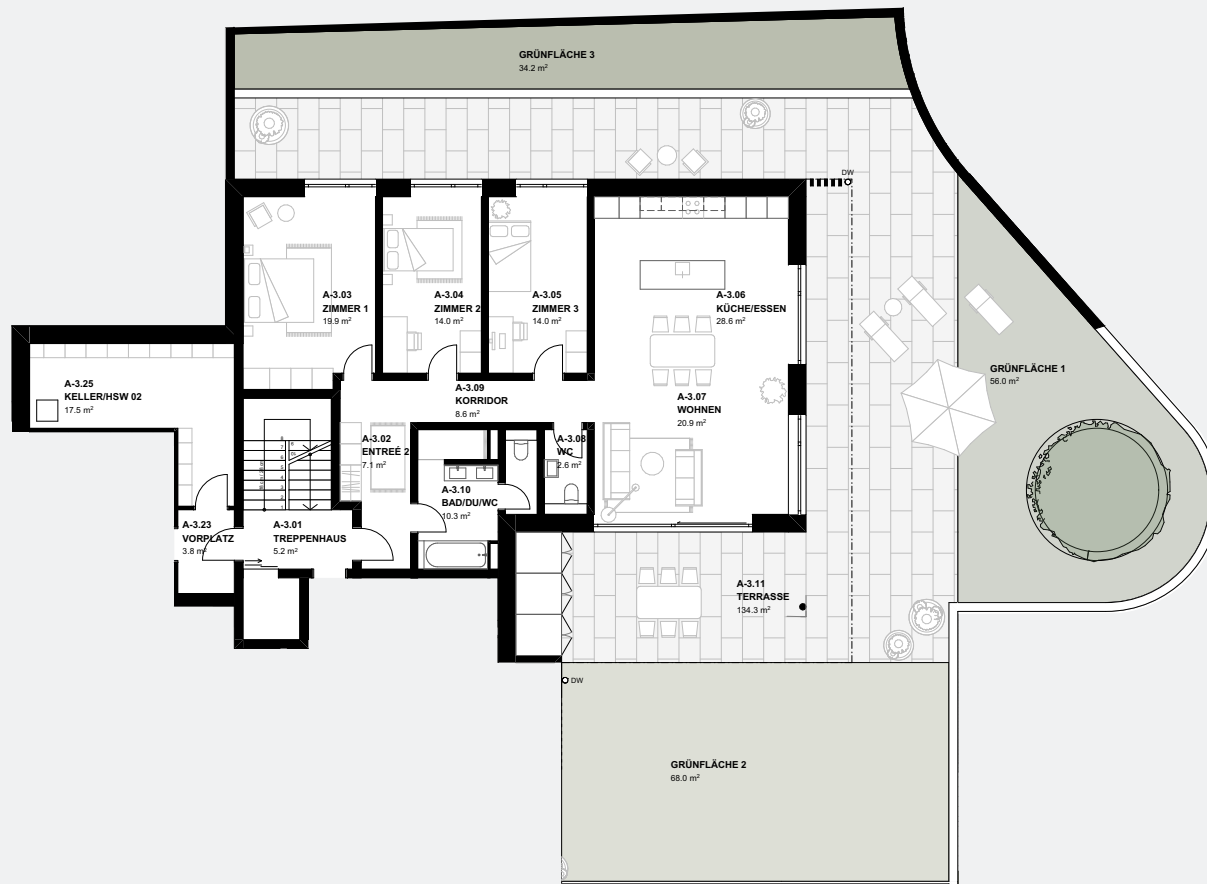 GRÜNFLÄCHE 3
34.2 m²
DW
A-3.03
ZIMMER 1
19.9 m²
A-3.04
ZIMMER 2
14.0 m²
A-3.05
ZIMMER 3
14.0 m²
A-3.06
KÜCHE/ESSEN
28.6 m²
GRÜNFLÄCHE 1
56.0 m²
A-3.25
KELLER/HSW 02
17.5 m²
A-3.09
KORRIDOR
8.6 m²
A-3.07
WOHNEN
20.9 m²
A-3.02
ENTREÉ 2
7.1 m²
A-3.08
WC
2.6 m²
A-3.10
BAD/DU/WC
10.3 m²
A-3.23
VORPLATZ
3.8 m²
A-3.01
TREPPENHAUS
5.2 m²
A-3.11
TERRASSE
134.3 m²
DW
GRÜNFLÄCHE 2
68.0 m²